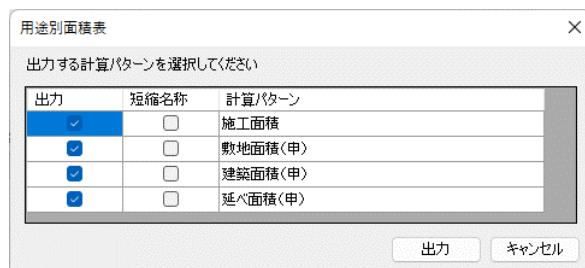 用途別面積表
出力する計算パターンを選択してください
出力 短縮名称 計算パターン
施工面積
敷地面積(申)
建築面積(申)
延べ面積(申)
出力 キャンセル